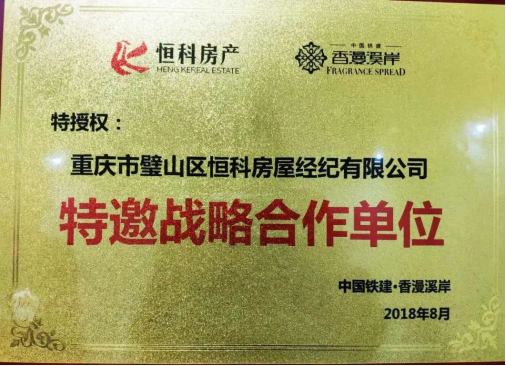 恒科房产
HENG KEREAL ESTATE
中国铁建
香漫溪岸
FRAGRANCE SPREAD
特授权：
重庆市璧山区恒科房屋经纪有限公司
特邀战略合作单位
中国铁建·香漫溪岸
2018年8月